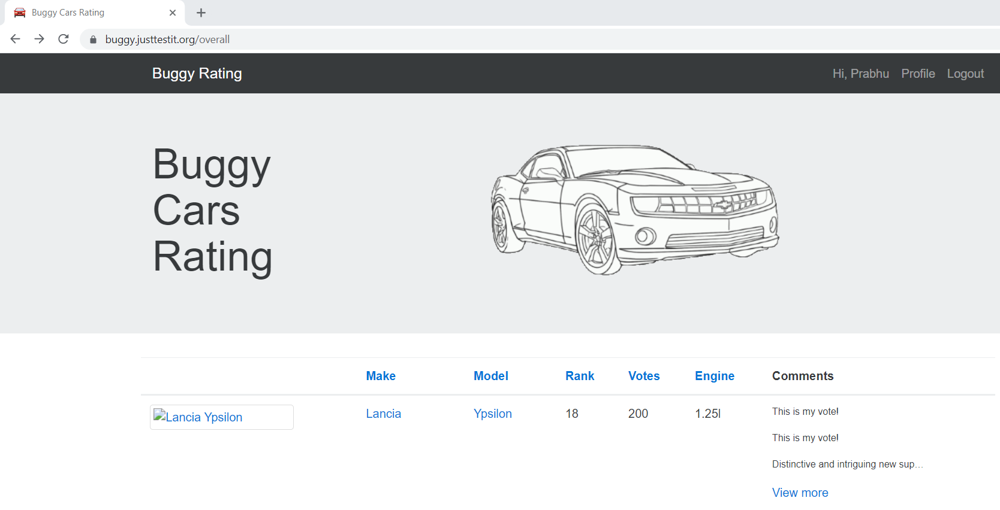 Buggy Cars Rating
buggy.justtestit.org/overall
Buggy Rating Hi, Prabhu Profile Logout
Buggy
Cars
Rating
Make Model Rank Votes Engine Comments
Lancia Ypsilon Lancia Ypsilon 18 200 1.25l This is my vote!
This is my vote!
Distinctive and intriguing new sup...
View more